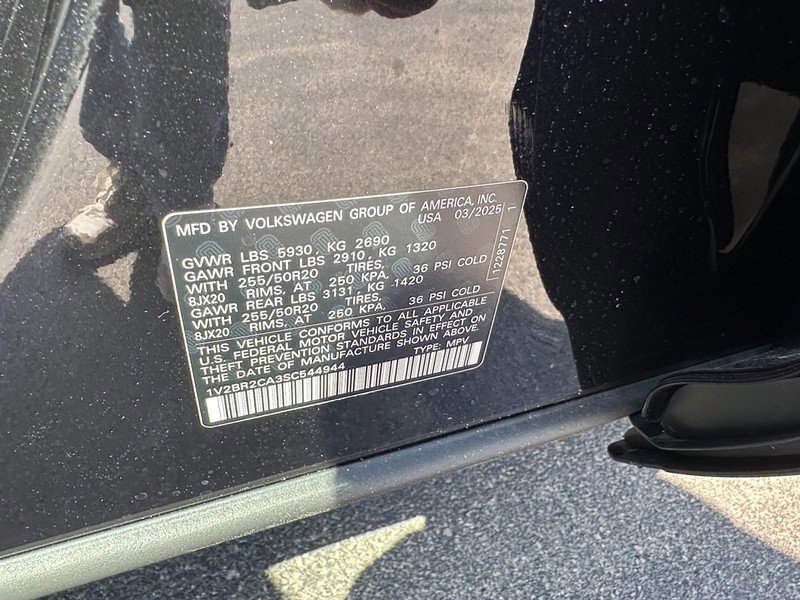 MFD BY VOLKSWAGEN GROUP OF AMERICA, INC.
USA 03/2025
GVWR LBS 5930 KG 2690
GAWR FRONT LBS 2910, KG 1320
WITH 255/50R20 TIRES,
8JX20 RIMS, AT 250 KPA. 36 PSI COLD
GAWR REAR LBS 3131, KG 1420
WITH 255/50R20 TIRES,
8JX20 RIMS, AT 250 KPA. 36 PSI COLD
THIS VEHICLE CONFORMS TO ALL APPLICABLE
U.S. FEDERAL MOTOR VEHICLE SAFETY AND
THEFT PREVENTION STANDARDS IN EFFECT ON
THE DATE OF MANUFACTURE SHOWN ABOVE.
1V2BR2CA3SC544944 TYPE: MPV
1228771 1